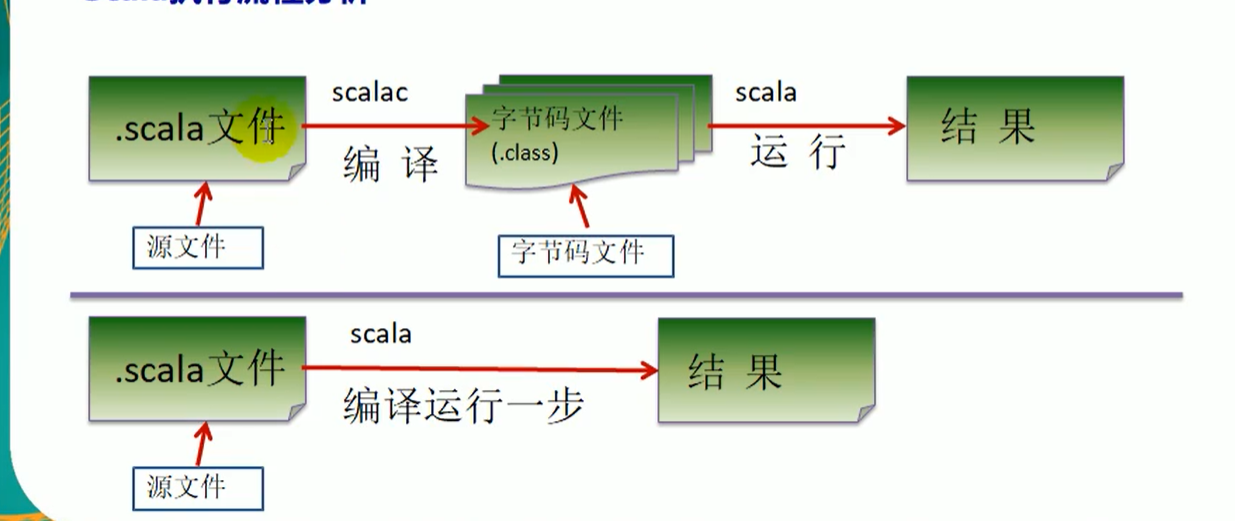 scalac
scala
.scala文件
字节码文件
(.class)
结 果
编 译
运 行
源文件
字节码文件
scala
.scala文件
结 果
编译运行一步
源文件